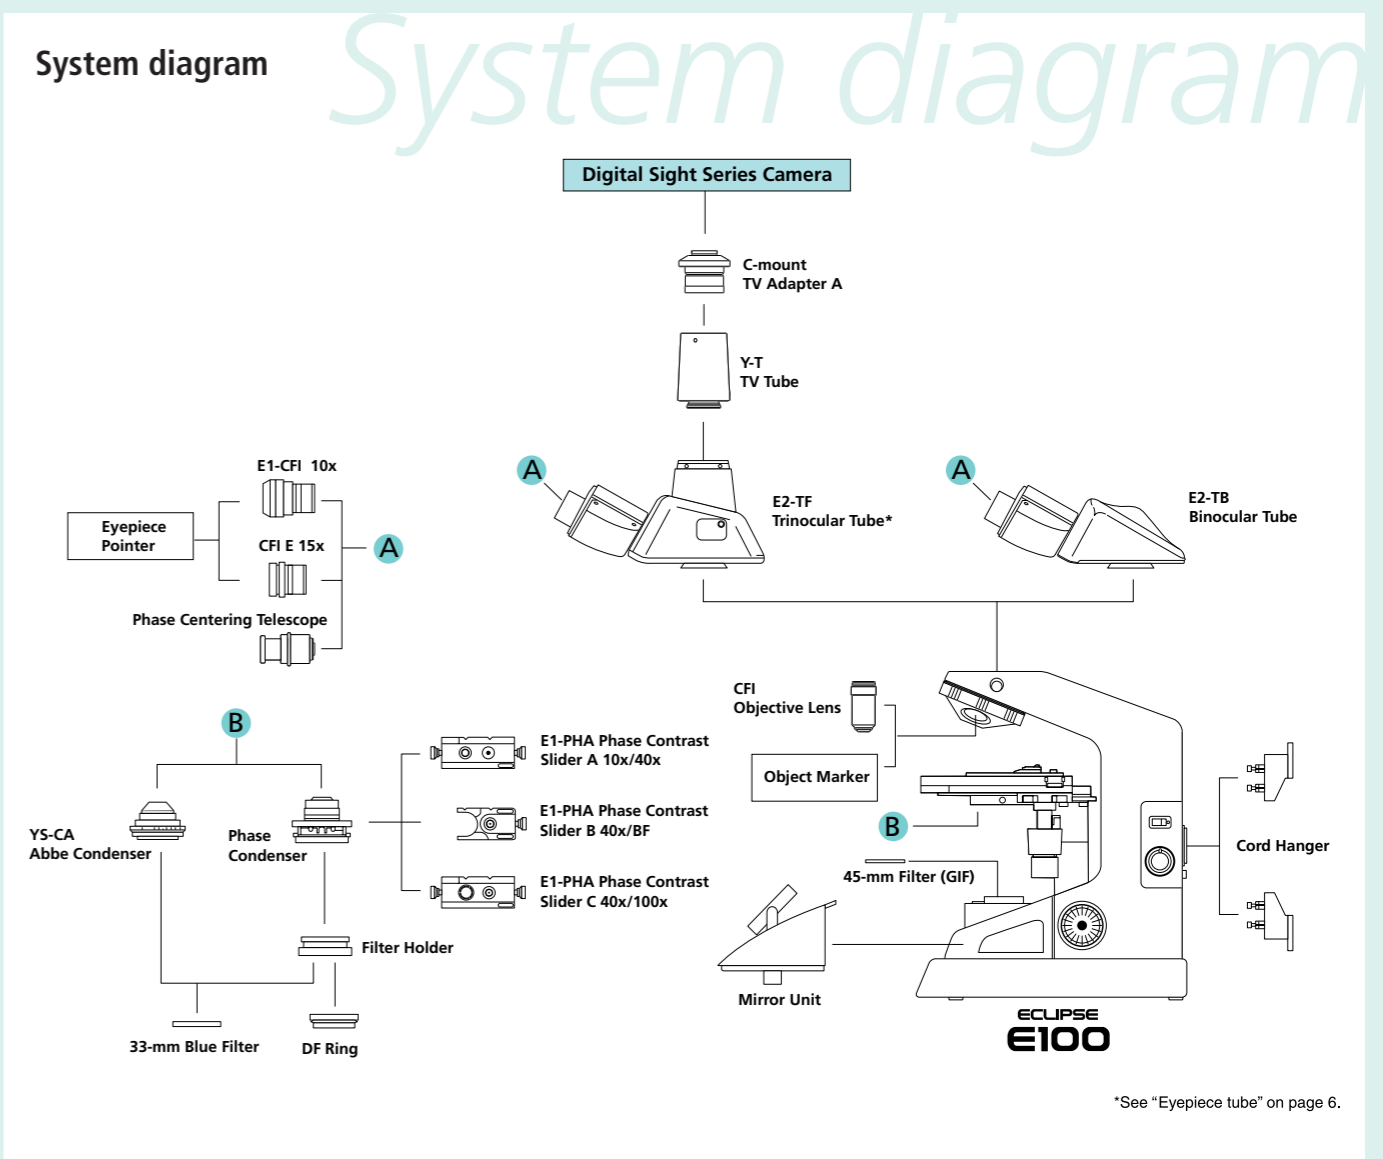 System diagram
System diagram
Digital Sight Series Camera
C-mount
TV Adapter A
Y-T
TV Tube
E1-CFI 10x
Eyepiece
Pointer
CFI E 15x
A
Phase Centering Telescope
A
E2-TF
Trinocular Tube*
A
E2-TB
Binocular Tube
B
YS-CA
Abbe Condenser
Phase
Condenser
E1-PHA Phase Contrast
Slider A 10x/40x
E1-PHA Phase Contrast
Slider B 40x/BF
E1-PHA Phase Contrast
Slider C 40x/100x
Filter Holder
33-mm Blue Filter
DF Ring
CFI
Objective Lens
Object Marker
B
45-mm Filter (GIF)
Mirror Unit
Cord Hanger
ECLIPSE
E100
*See “Eyepiece tube” on page 6.